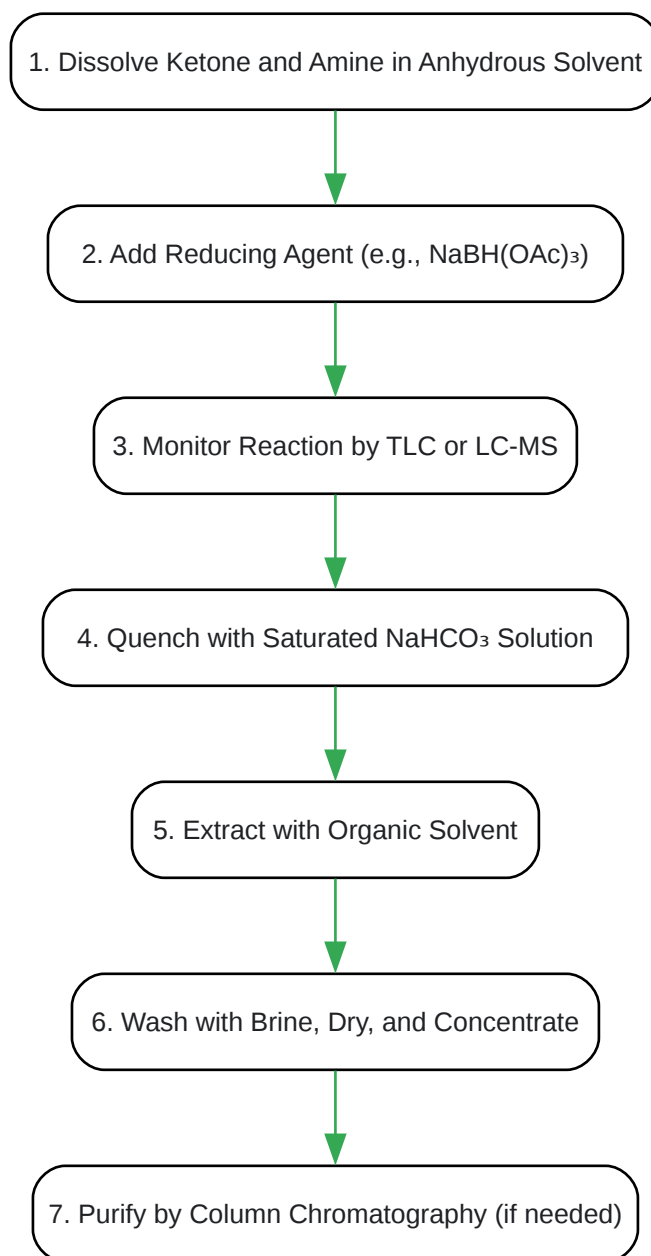 1. Dissolve Ketone and Amine in Anhydrous Solvent
2. Add Reducing Agent (e.g., NaBH(OAc)₃)
3. Monitor Reaction by TLC or LC-MS
4. Quench with Saturated NaHCO₃ Solution
5. Extract with Organic Solvent
6. Wash with Brine, Dry, and Concentrate
7. Purify by Column Chromatography (if needed)